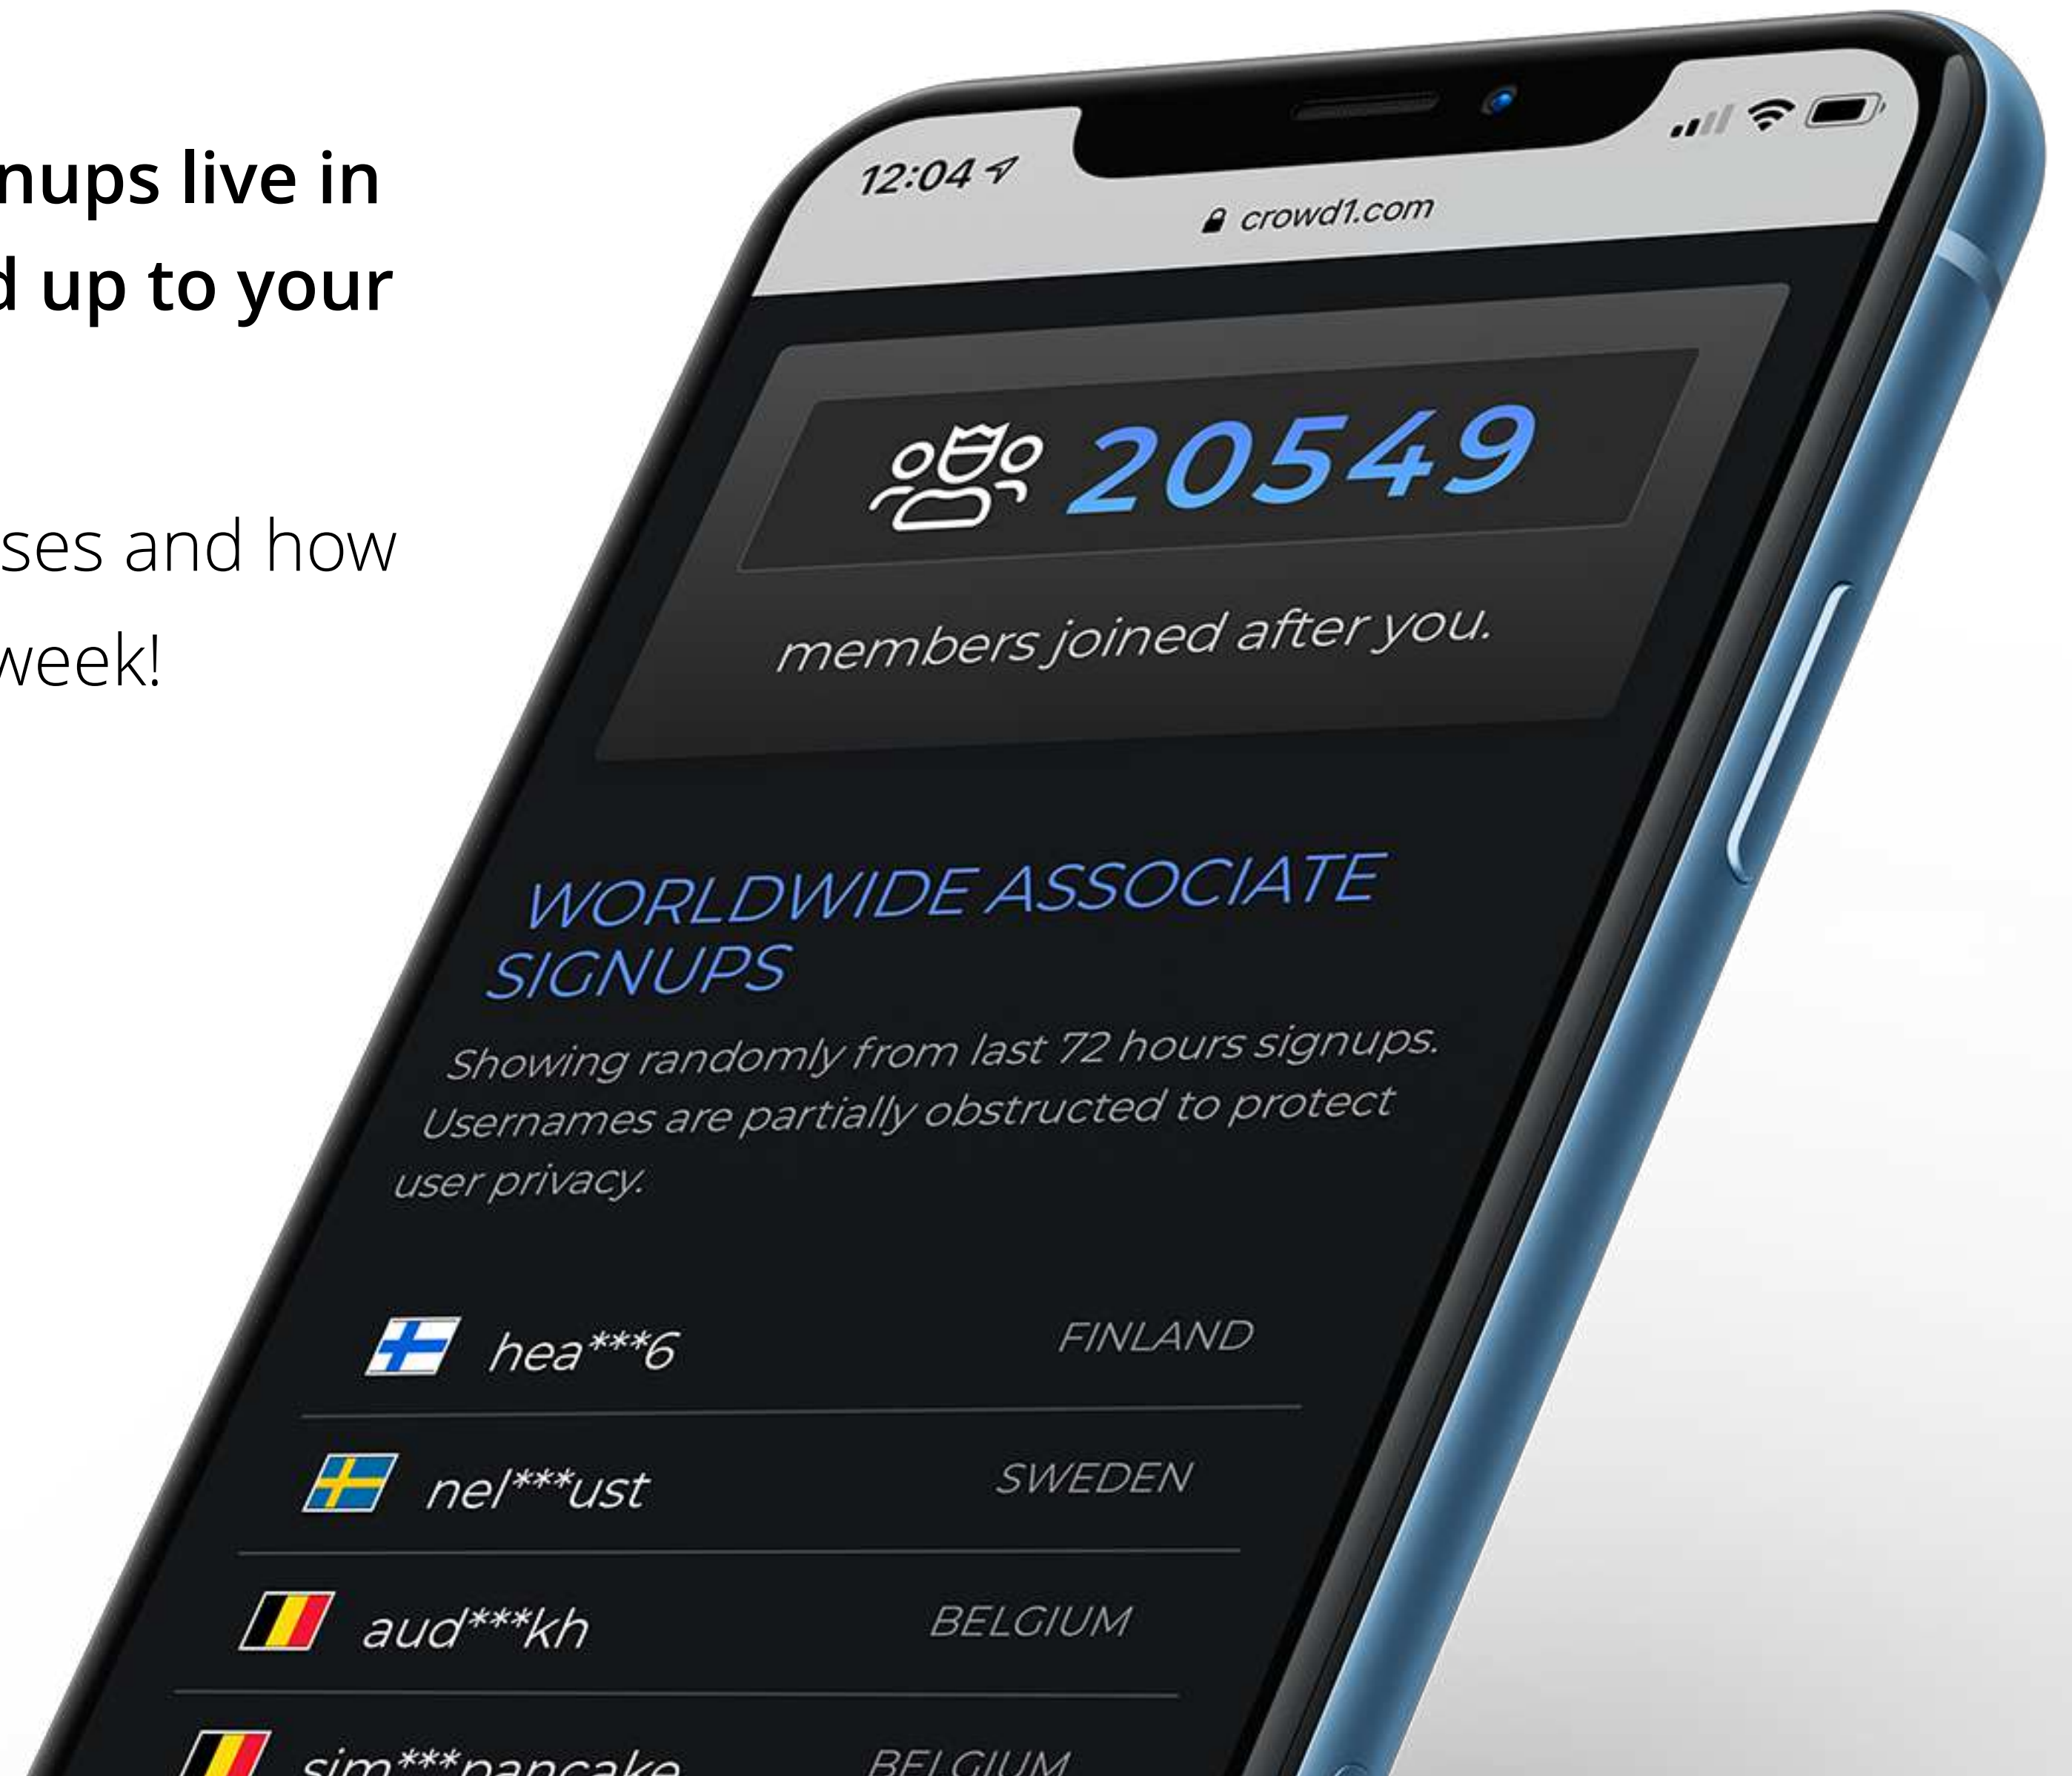 nups live in
d up to your
ses and how
week!
12:04
crowd1.com
20549
members joined after you.
WORLDWIDE ASSOCIATE
SIGNUPS
Showing randomly from last 72 hours signups.
Usernames are partially obstructed to protect
user privacy.
hea***6 FINLAND
nel***ust SWEDEN
aud***kh BELGIUM
sim***pancake BELGIUM